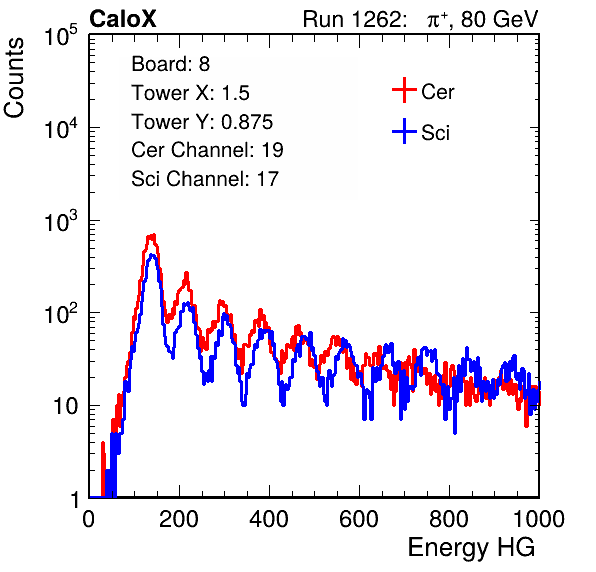 CaloX Run 1262: π⁺, 80 GeV
Counts
10⁵
10⁴
10³
10²
10
1
Board: 8
Tower X: 1.5
Tower Y: 0.875
Cer Channel: 19
Sci Channel: 17
Cer
Sci
0 200 400 600 800 1000
Energy HG